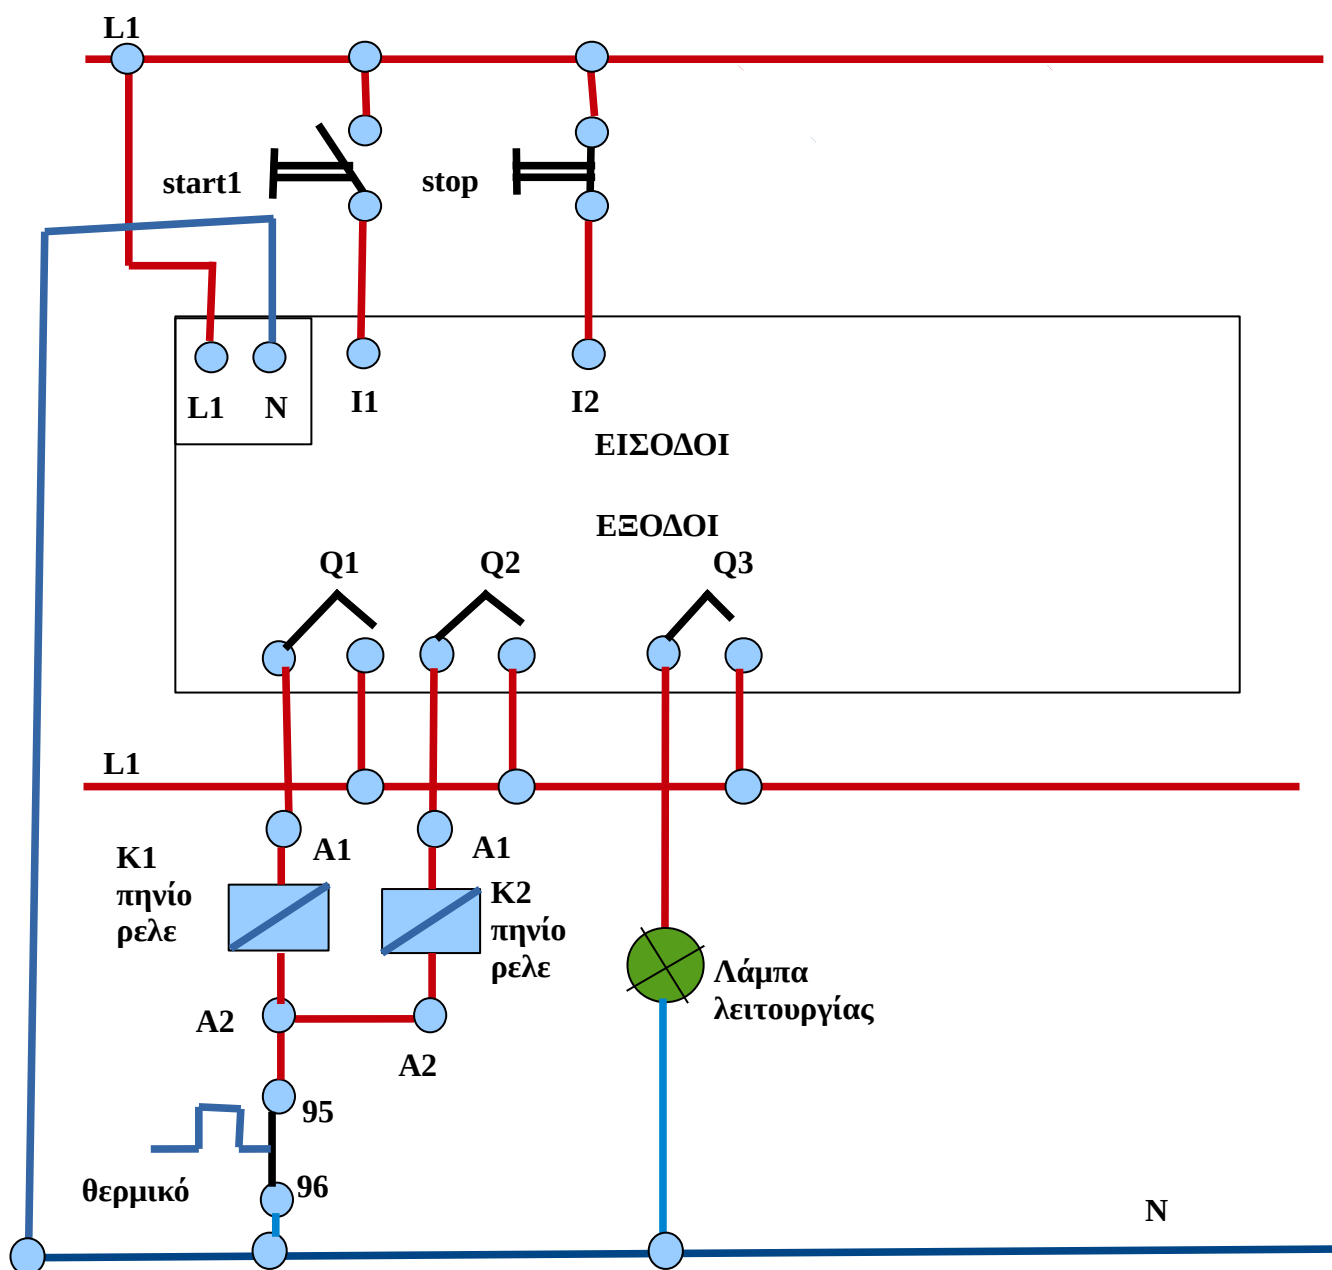 L1
start1
stop
L1
N
I1
I2
ΕΙΣΟΔΟΙ
ΕΞΟΔΟΙ
Q1
Q2
Q3
L1
K1
πηνίο
ρελε
A1
A1
K2
πηνίο
ρελε
Λάμπα
λειτουργίας
A2
A2
95
θερμικό
96
N